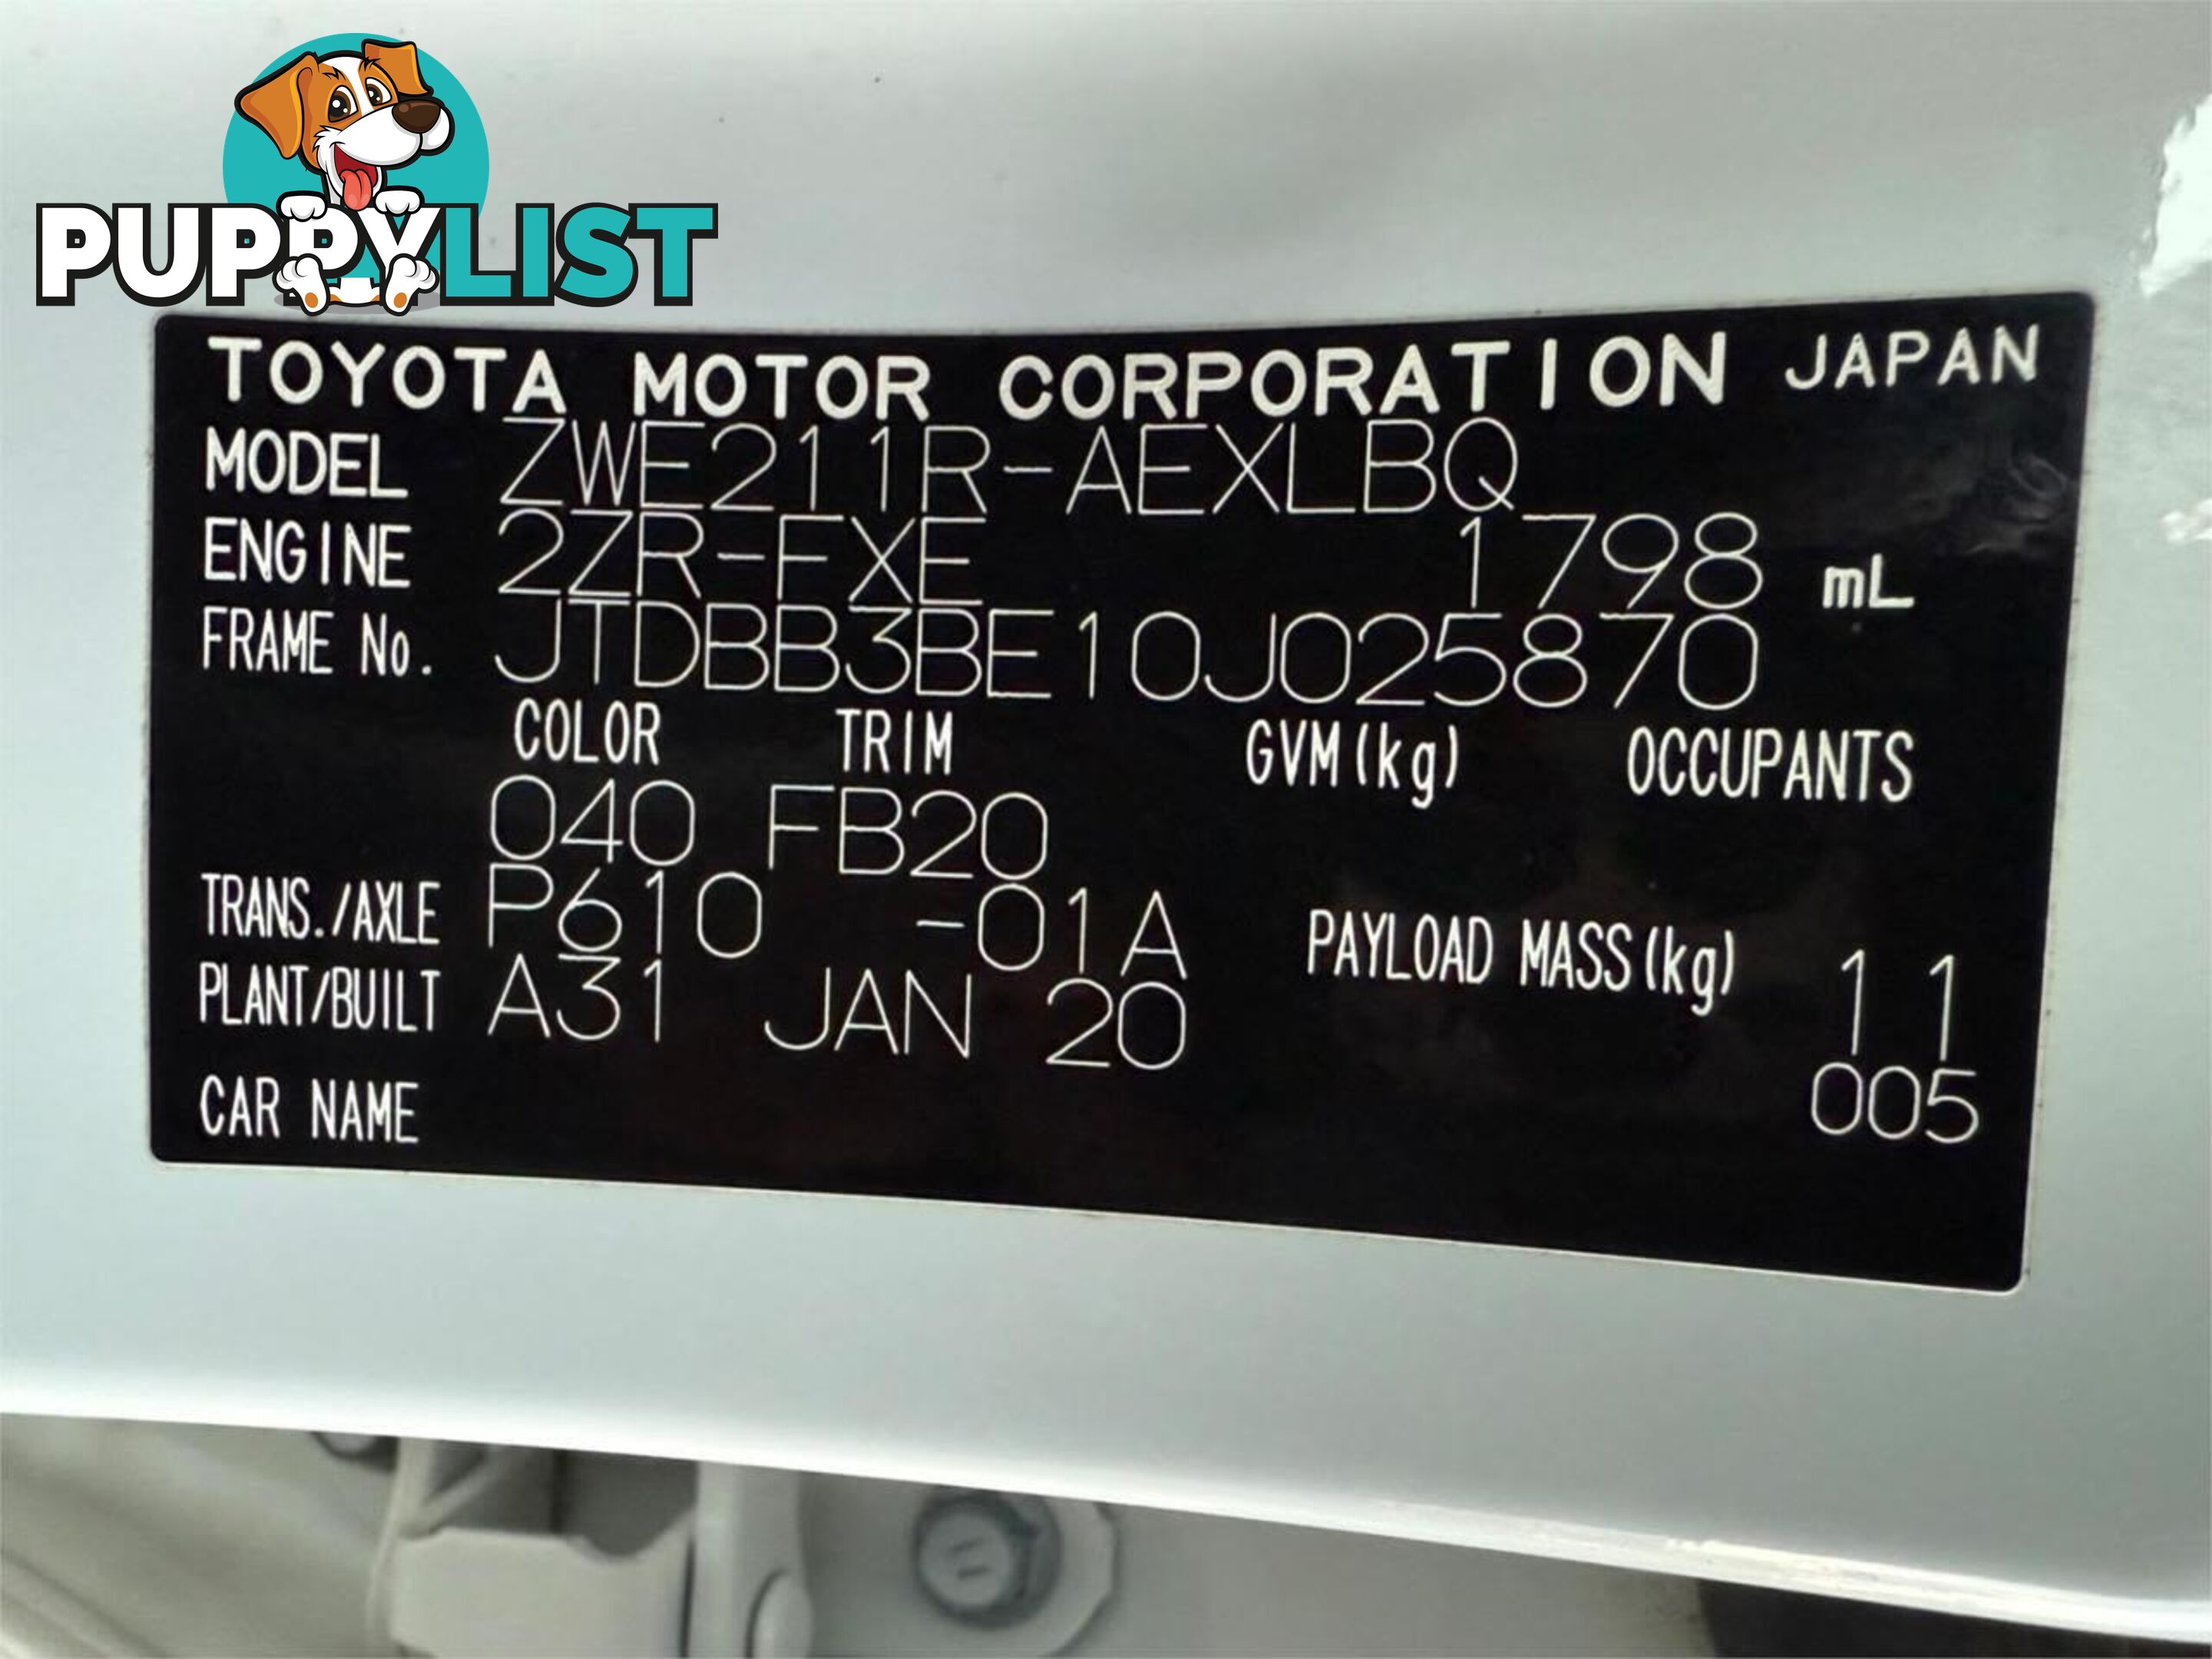 PUPPYLIST
TOYOTA MOTOR CORPORATION JAPAN
MODEL ZWE211R-AEXLBQ
ENGINE 2ZR-FXE 1798 mL
FRAME No. JTDBB3BE10J025870
COLOR TRIM GVM(kg) OCCUPANTS
040 FB20
TRANS./AXLE P610 -01A PAYLOAD MASS(kg) 11
PLANT/BUILT A31 JAN 20
005
CAR NAME